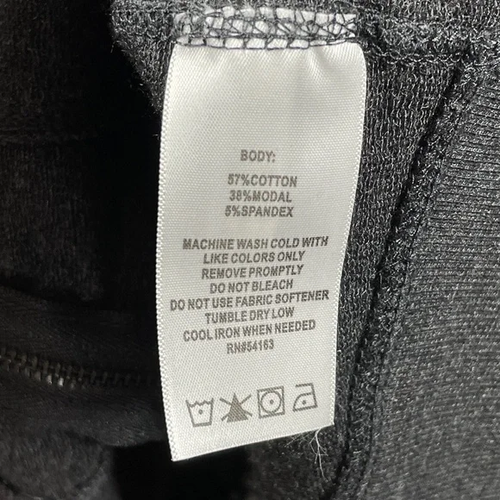 BODY:
57%COTTON
38%MODAL
5%SPANDEX
MACHINE WASH COLD WITH
LIKE COLORS ONLY
REMOVE PROMPTLY
DO NOT BLEACH
DO NOT USE FABRIC SOFTENER
TUMBLE DRY LOW
COOL IRON WHEN NEEDED
RN#54163